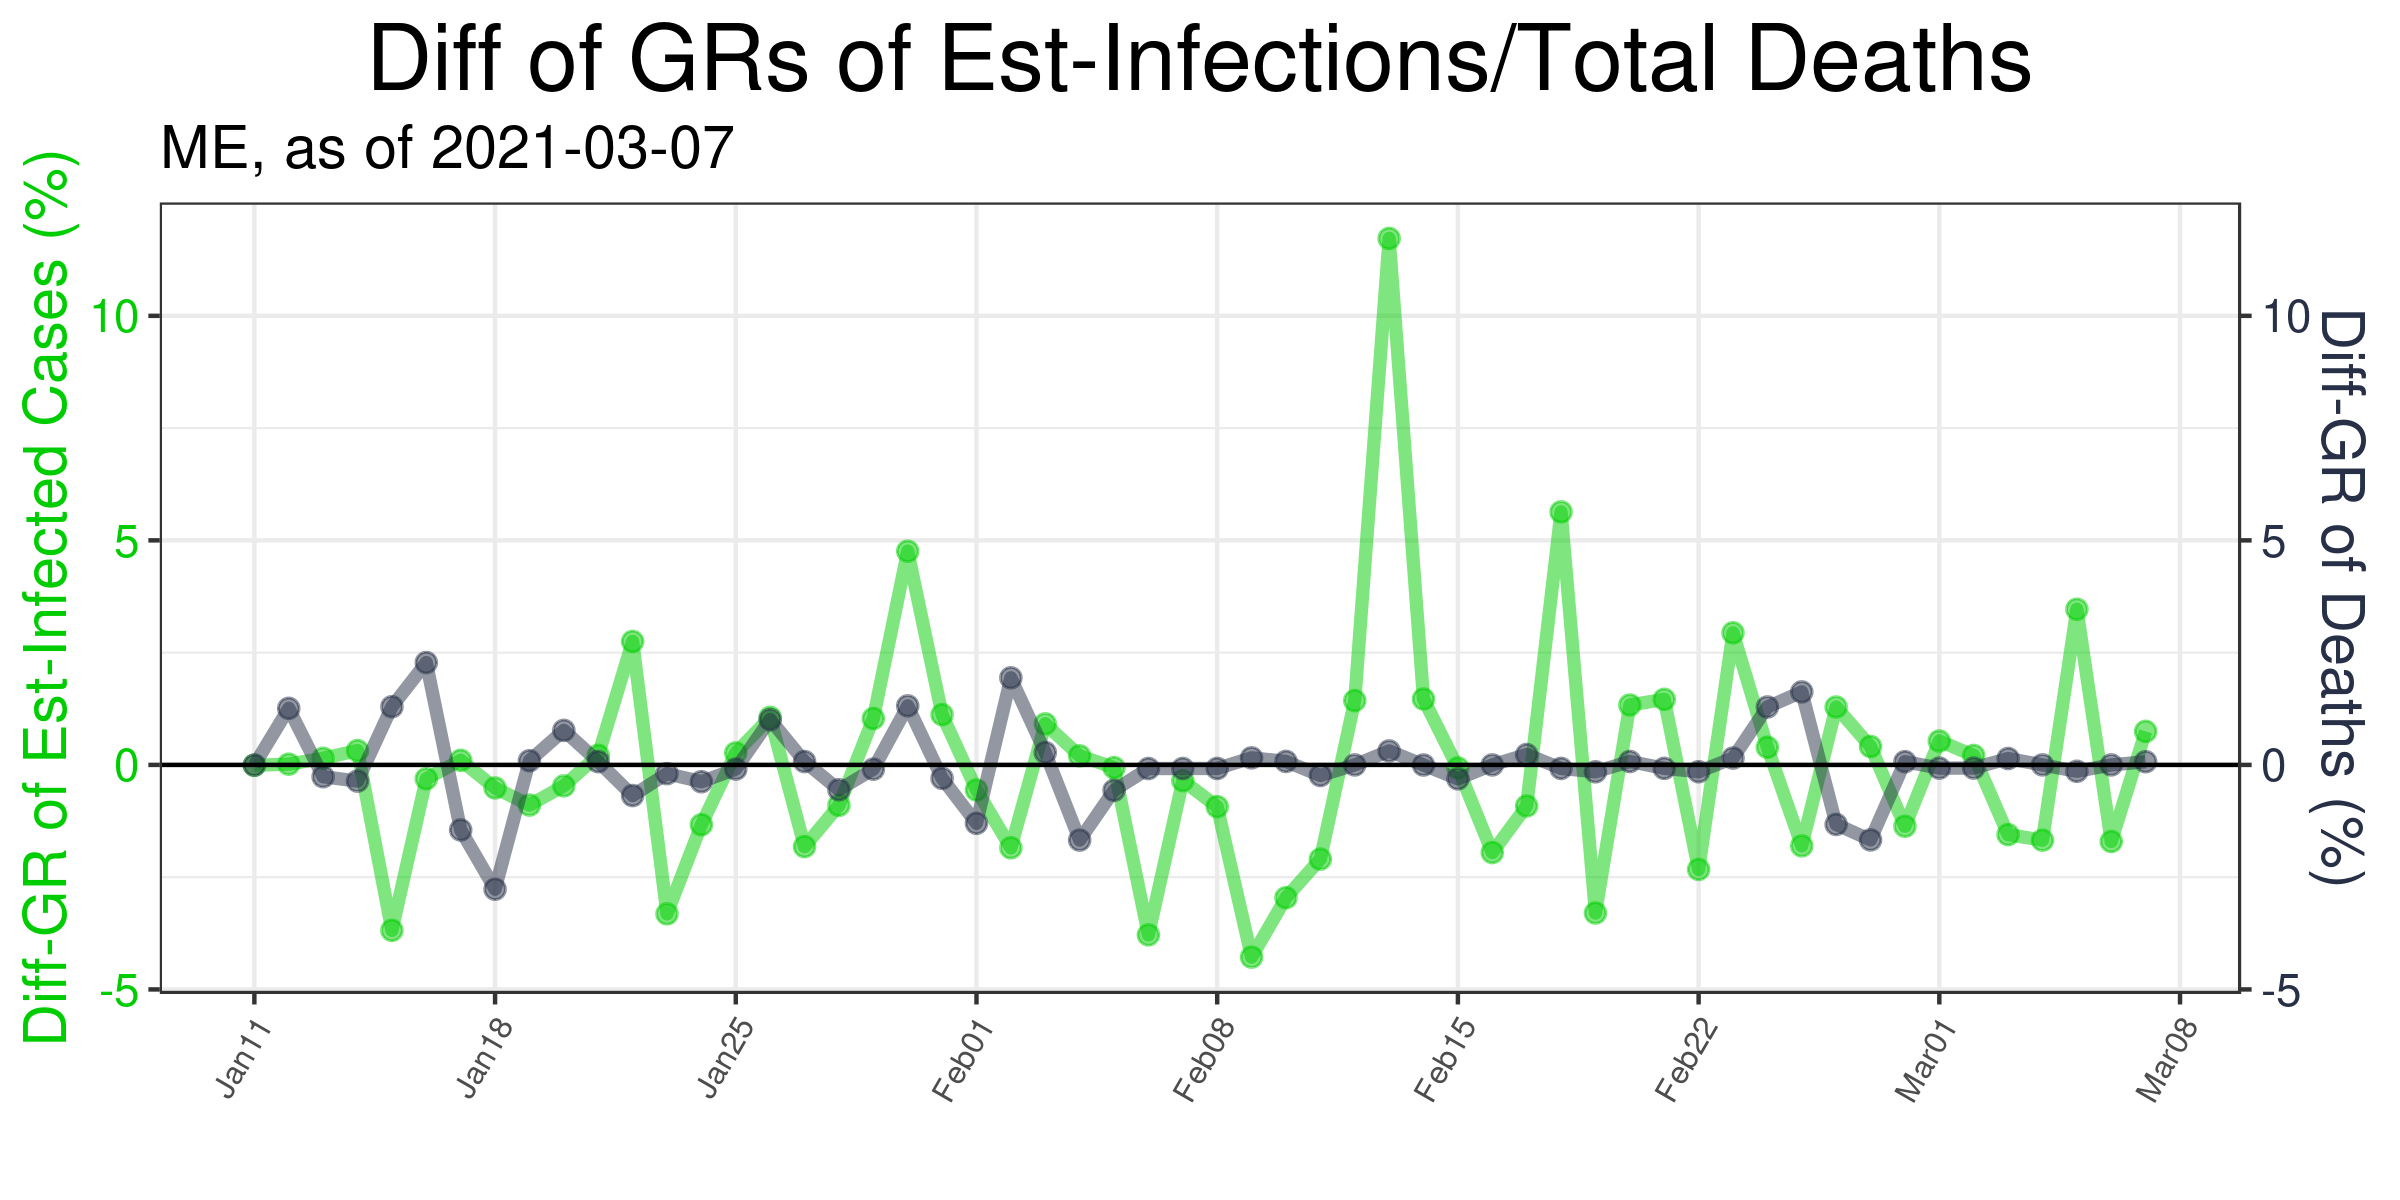 Diff of GRs of Est-Infections/Total Deaths
ME, as of 2021-03-07
Diff-GR of Est-Infected Cases (%)
10
5
0
-5
10
5
0
-5
Diff-GR of Deaths (%)
Jan11
Jan18
Jan25
Feb01
Feb08
Feb15
Feb22
Mar01
Mar08